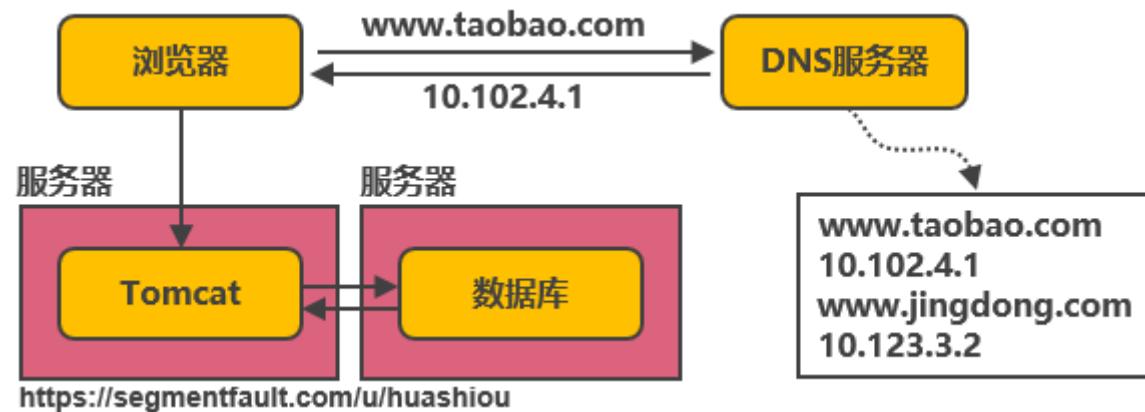 www.taobao.com
浏览器
DNS服务器
10.102.4.1
服务器
服务器
Tomcat
数据库
www.taobao.com
10.102.4.1
www.jingdong.com
10.123.3.2
https://segmentfault.com/u/huashiou